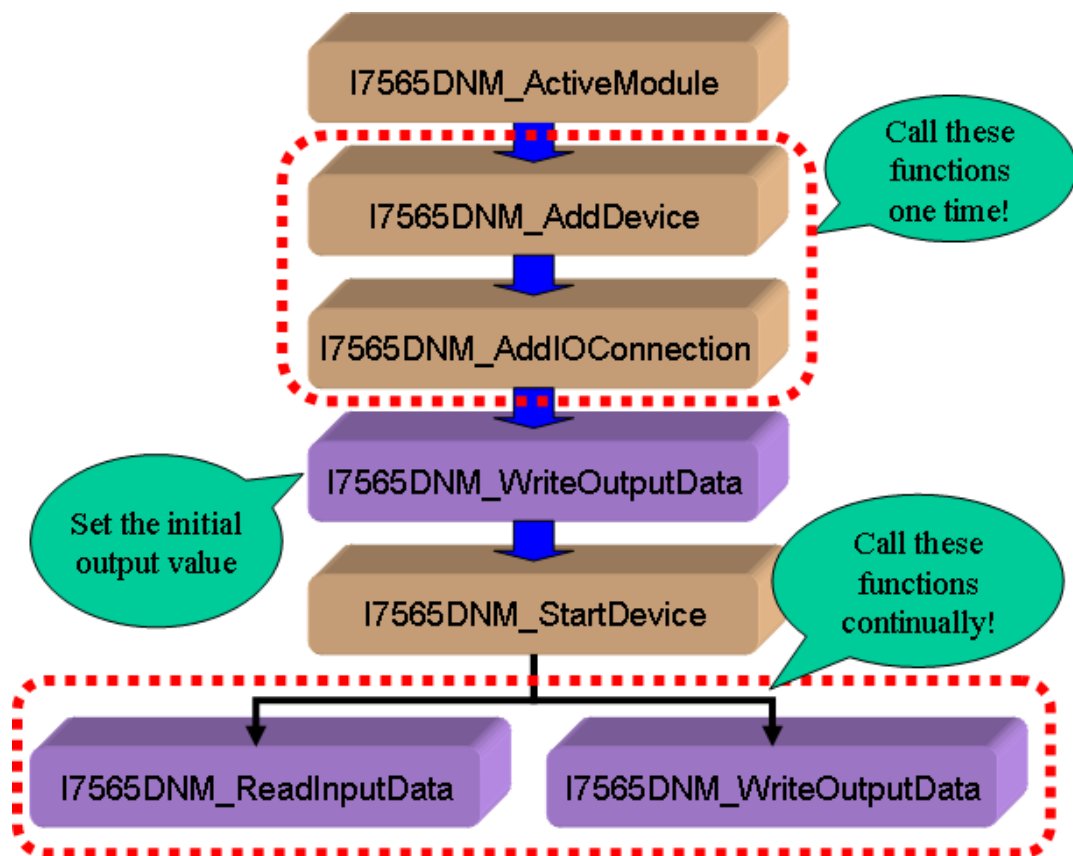 I7565DNM_ActiveModule
Call these
functions
one time!
I7565DNM_AddDevice
I7565DNM_AddIOConnection
I7565DNM_WriteOutputData
Set the initial
output value
Call these
functions
continually!
I7565DNM_StartDevice
I7565DNM_ReadInputData
I7565DNM_WriteOutputData